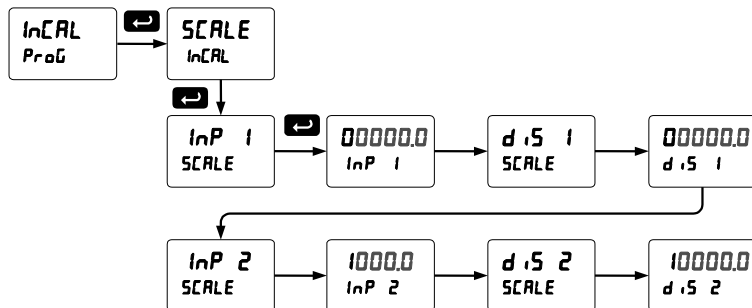 InCAL
ProG
SCALE
InCAL
InP 1
SCALE
00000.0
InP 1
diS 1
SCALE
00000.0
diS 1
InP 2
SCALE
1000.0
InP 2
diS 2
SCALE
10000.0
diS 2